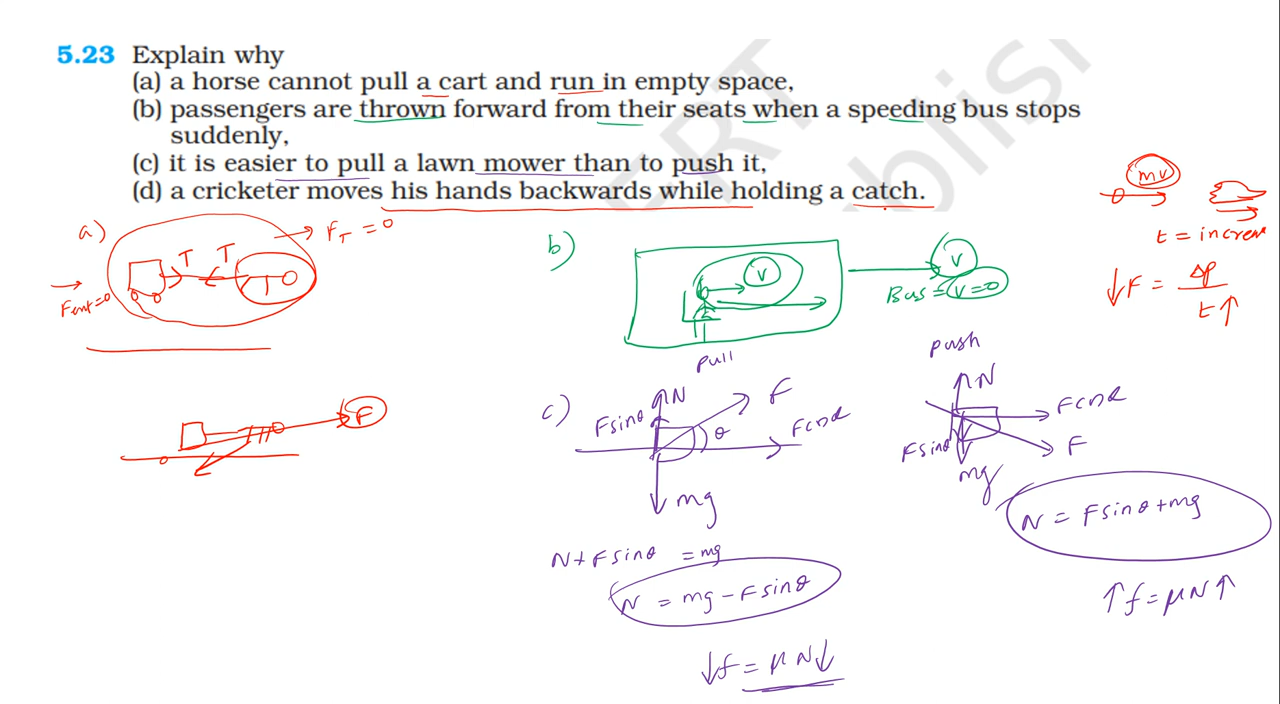 5.23 Explain why
(a) a horse cannot pull a cart and run in empty space,
(b) passengers are thrown forward from their seats when a speeding bus stops
suddenly,
(c) it is easier to pull a lawn mower than to push it,
(d) a cricketer moves his hands backwards while holding a catch.
mv
t = increa
↓F = Δp / t↑
a)
F_T = 0
T T
Fext=0
F
b)
v
v
Bus = v=0
c)
pull
N
F
Fsinθ
θ
Fcosθ
mg
N+Fsinθ = mg
N = mg-Fsinθ
↓f = μN↓
push
N
Fcosθ
Fsinθ
F
mg
N = Fsinθ+mg
↑f = μN↑